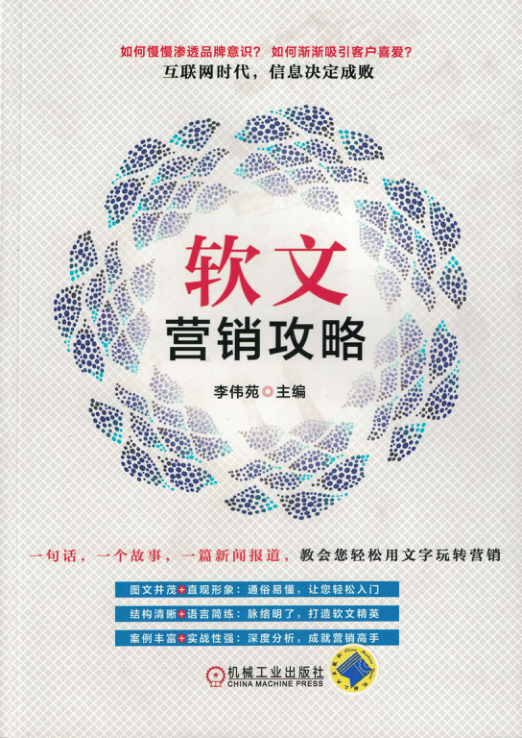 如何慢慢渗透品牌意识？ 如何渐渐吸引客户喜爱？
互联网时代，信息决定成败
软文
营销攻略
李伟苑◎主编
一句话，一个故事，一篇新闻报道，教会您轻松用文字玩转营销
图文并茂+直观形象：通俗易懂，让您轻松入门
结构清晰+语言简练：脉络明了，打造软文精英
案例丰富+实战性强：深度分析，成就营销高手
机械工业出版社
CHINA MACHINE PRESS